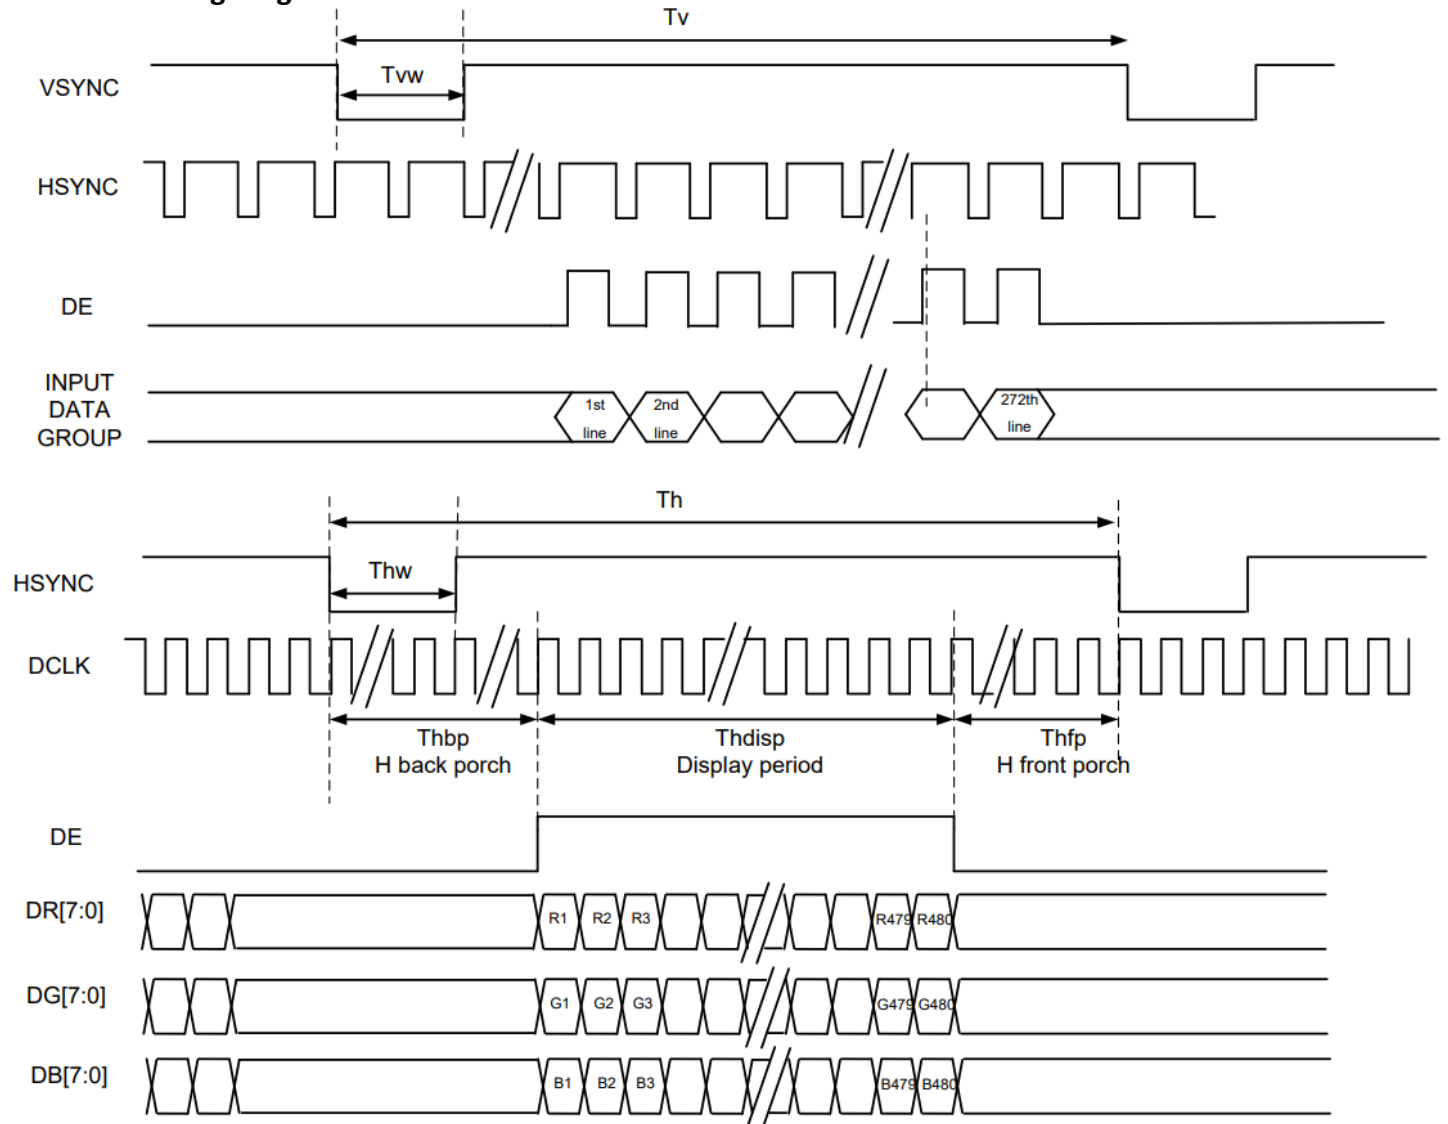 Tv
Tvw
VSYNC
HSYNC
DE
INPUT
DATA
GROUP
1st
line
2nd
line
272th
line
Th
Thw
HSYNC
DCLK
Thbp
H back porch
Thdisp
Display period
Thfp
H front porch
DE
DR[7:0]
R1 R2 R3 R479 R480
DG[7:0]
G1 G2 G3 G479 G480
DB[7:0]
B1 B2 B3 B479 B480